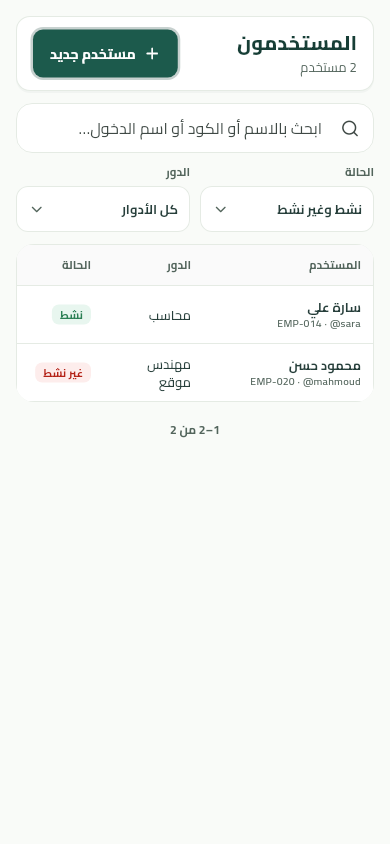 المستخدمون
2 مستخدم
مستخدم جديد
ابحث بالاسم أو الكود أو اسم الدخول...
الحالة
الدور
نشط وغير نشط
كل الأدوار
المستخدم الدور الحالة
سارة علي
EMP-014 · @sara
محاسب
نشط
محمود حسن
EMP-020 · @mahmoud
مهندس
موقع
غير نشط
1–2 من 2